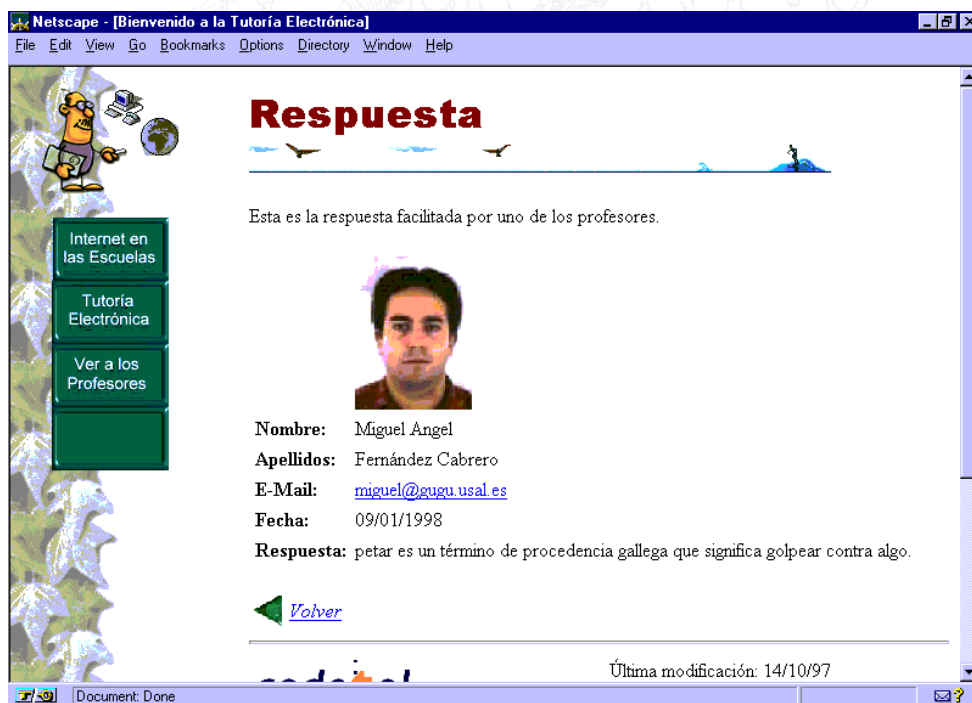 Netscape - [Bienvenido a la Tutoría Electrónica]
File Edit View Go Bookmarks Options Directory Window Help
Respuesta
Esta es la respuesta facilitada por uno de los profesores.
Internet en
las Escuelas
Tutoría
Electrónica
Ver a los
Profesores
Nombre: Miguel Angel
Apellidos: Fernández Cabrero
E-Mail: miguel@gugu.usal.es
Fecha: 09/01/1998
Respuesta: petar es un término de procedencia gallega que significa golpear contra algo.
Volver
Última modificación: 14/10/97
Document: Done